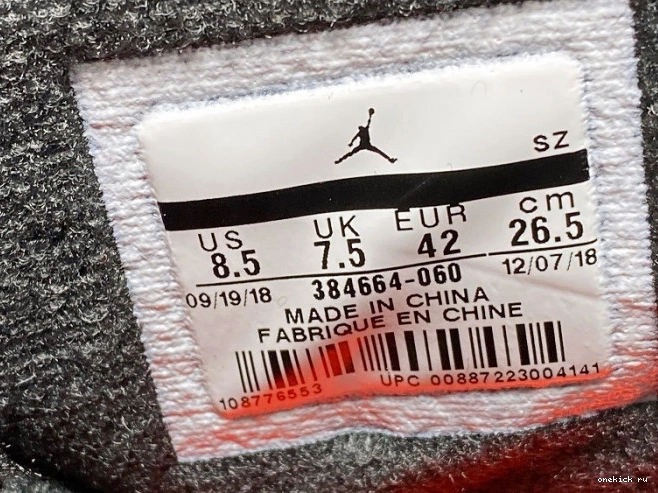 SZ
US UK EUR cm
8.5 7.5 42 26.5
09/19/18 384664-060 12/07/18
MADE IN CHINA
FABRIQUE EN CHINE
108776553 UPC 00887223004141
onekick ru